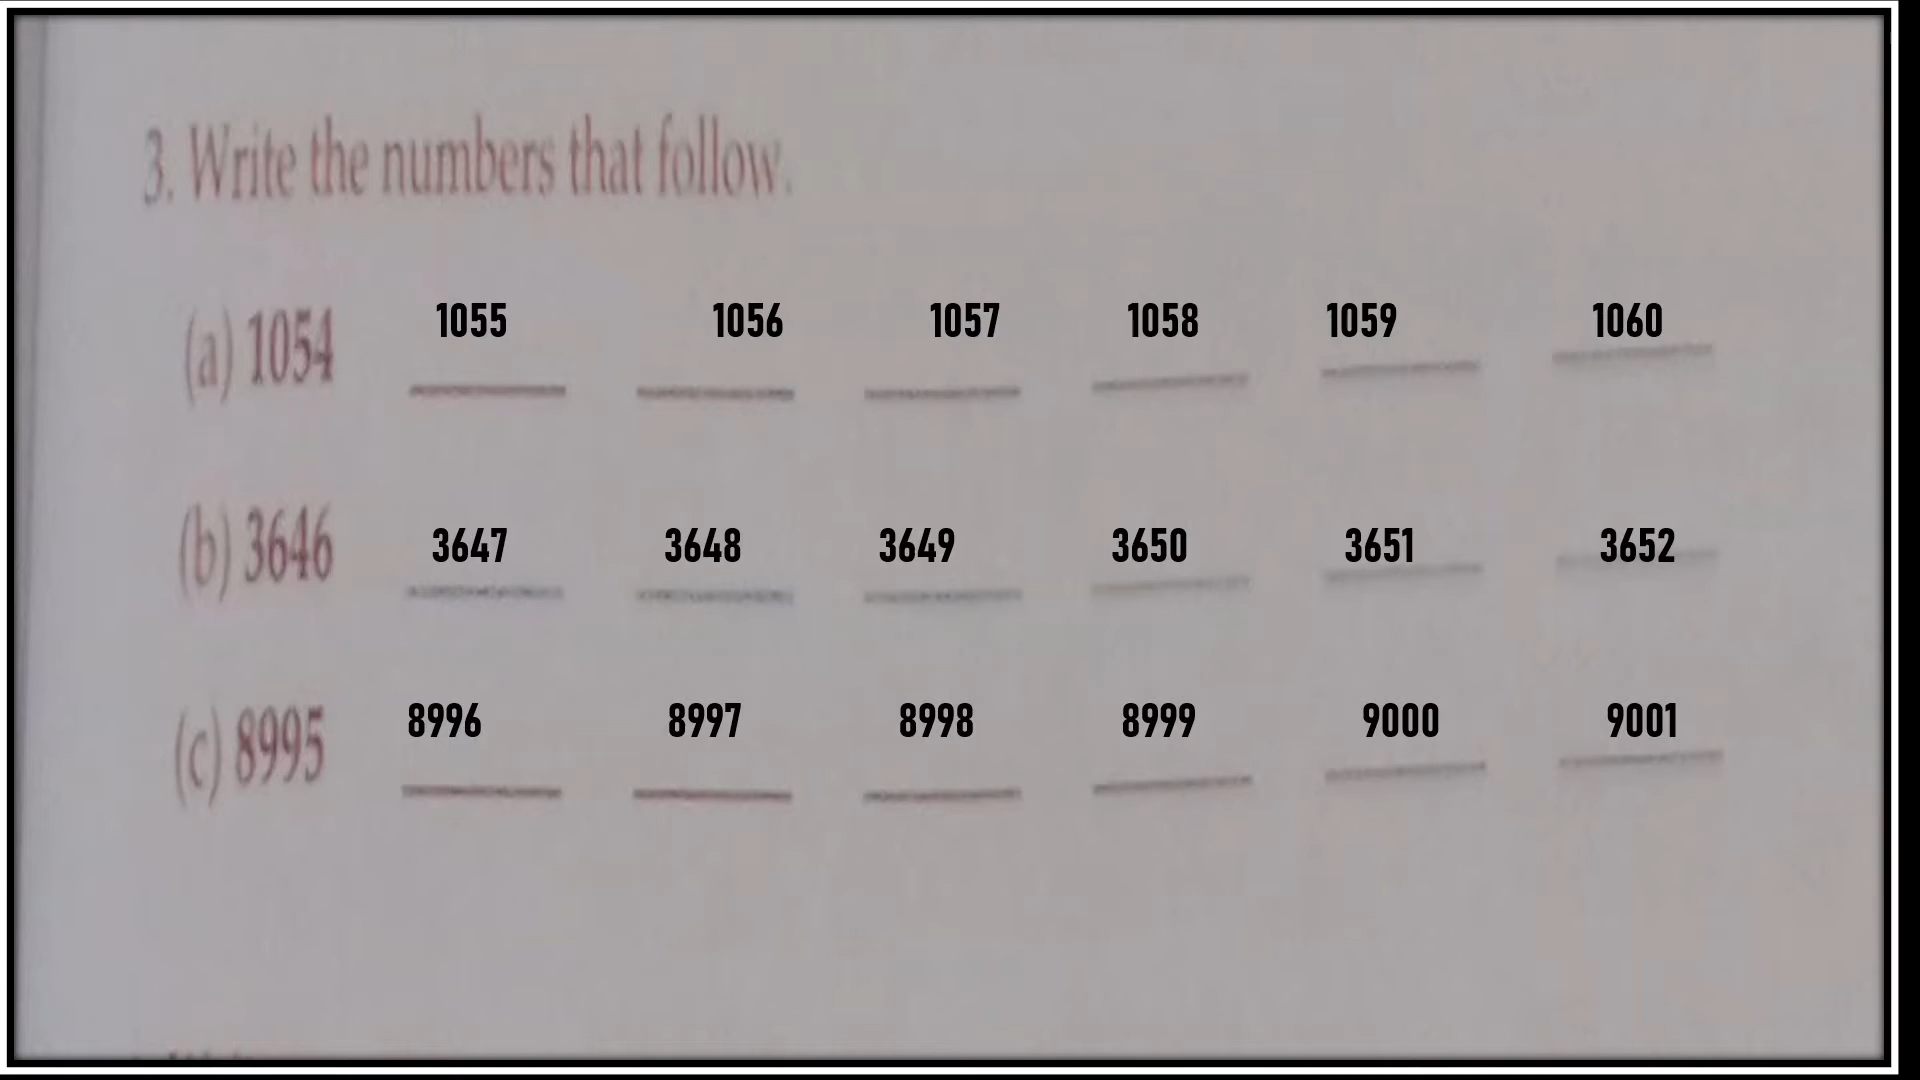 3. Write the numbers that follow.
(a) 1054 1055 1056 1057 1058 1059 1060
(b) 3646 3647 3648 3649 3650 3651 3652
(c) 8995 8996 8997 8998 8999 9000 9001